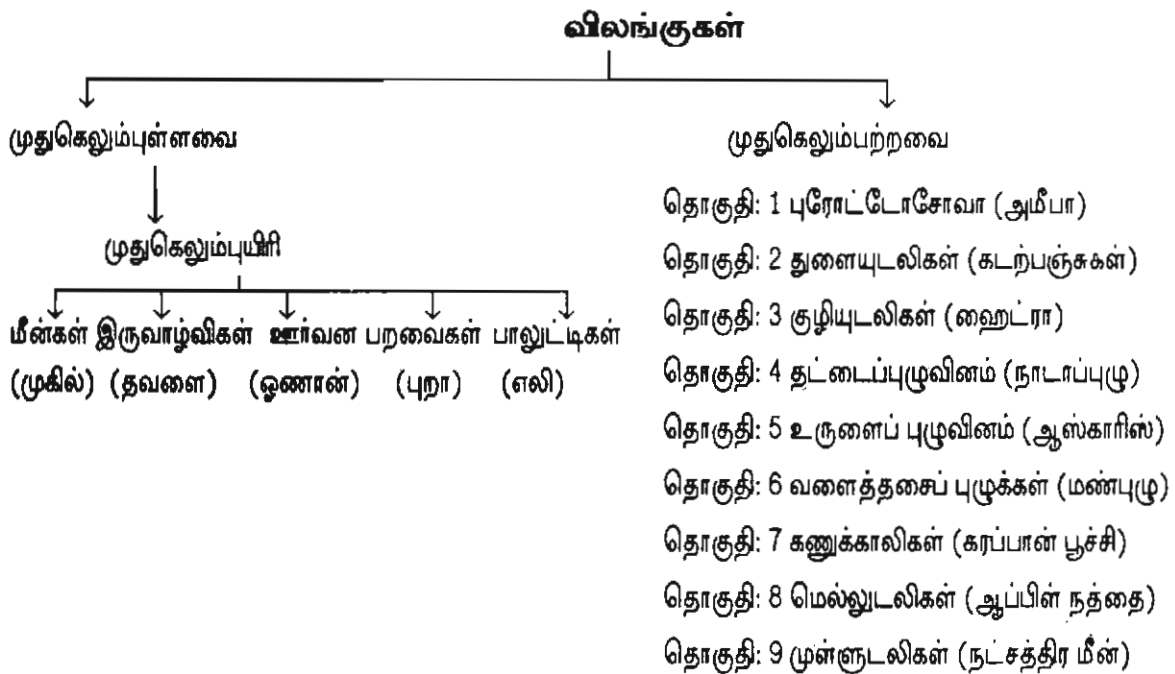 விலங்குகள்
முதுகெலும்புள்ளவை
முதுகெலும்பற்றவை
முதுகெலும்புயிரி
மீன்கள் இருவாழ்விகள் ஊர்வன பறவைகள் பாலுட்டிகள்
(முகில்) (தவளை) (ஓணான்) (புறா) (எலி)
தொகுதி: 1 புரோட்டோசோவா (அமீபா)
தொகுதி: 2 துளையுடலிகள் (கடற்பஞ்சுகள்)
தொகுதி: 3 குழியுடலிகள் (ஹைட்ரா)
தொகுதி: 4 தட்டைப்புழுவினம் (நாடாப்புழு)
தொகுதி: 5 உருளைப் புழுவினம் (ஆஸ்காரிஸ்)
தொகுதி: 6 வளைத்தசைப் புழுக்கள் (மண்புழு)
தொகுதி: 7 கணுக்காலிகள் (கரப்பான் பூச்சி)
தொகுதி: 8 மெல்லுடலிகள் (ஆப்பிள் நத்தை)
தொகுதி: 9 முள்ளுடலிகள் (நட்சத்திர மீன்)